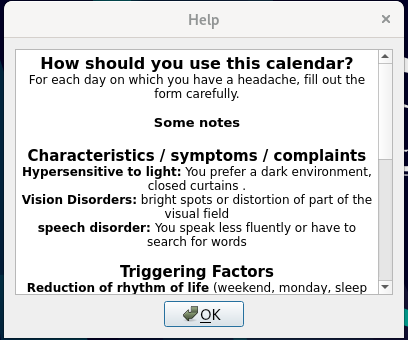 Help
How should you use this calendar?
For each day on which you have a headache, fill out the
form carefully.
Some notes
Characteristics / symptoms / complaints
Hypersensitive to light: You prefer a dark environment,
closed curtains .
Vision Disorders: bright spots or distortion of part of the
visual field
speech disorder: You speak less fluently or have to
search for words
Triggering Factors
Reduction of rhythm of life (weekend, monday, sleep
OK